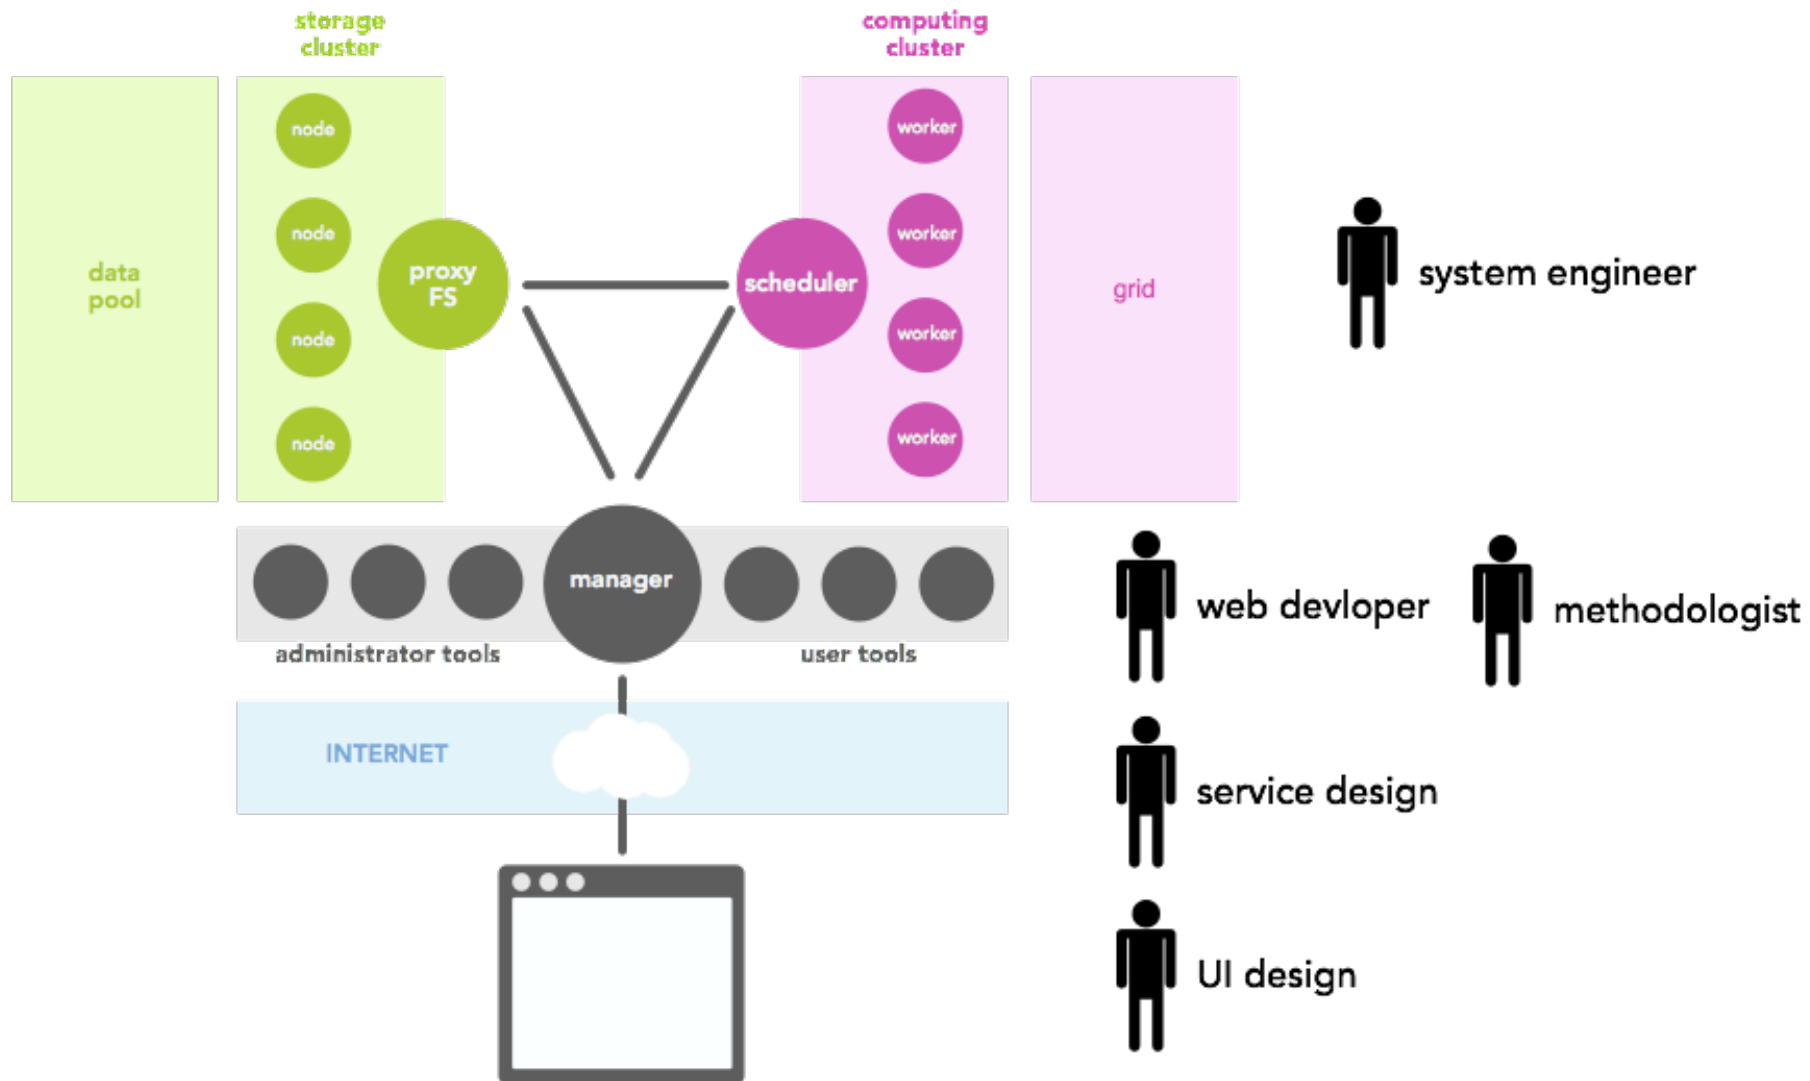 storage
cluster
computing
cluster
node
node
node
node
data
pool
proxy
FS
scheduler
worker
worker
worker
worker
grid
system engineer
manager
administrator tools
user tools
web devloper
methodologist
INTERNET
service design
UI design